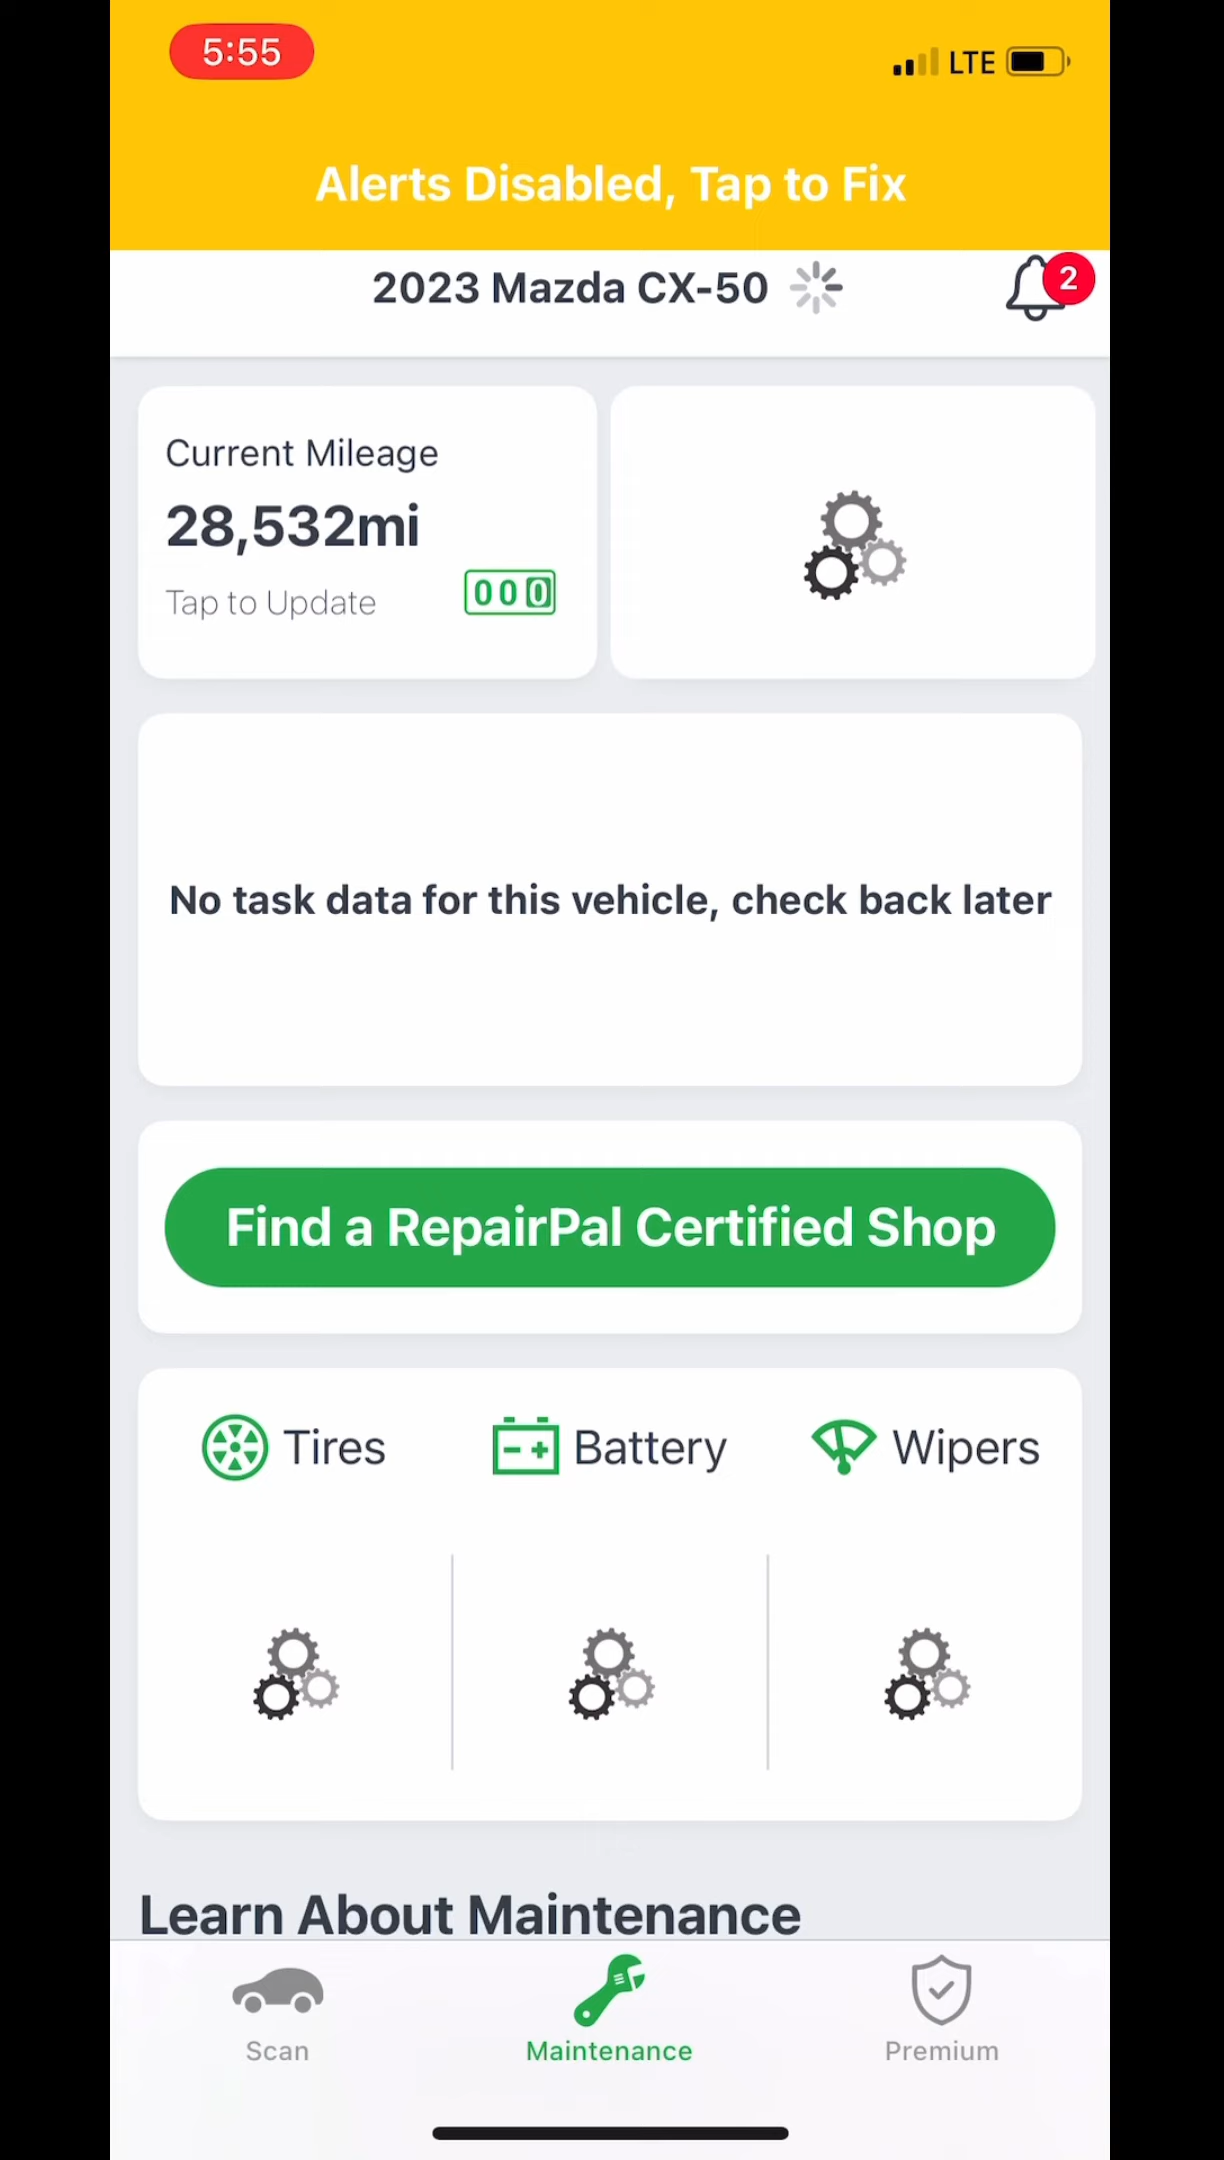 5:55
LTE
Alerts Disabled, Tap to Fix
2023 Mazda CX-50
2
Current Mileage
28,532mi
Tap to Update
000
No task data for this vehicle, check back later
Find a RepairPal Certified Shop
Tires
Battery
Wipers
Learn About Maintenance
Scan
Maintenance
Premium